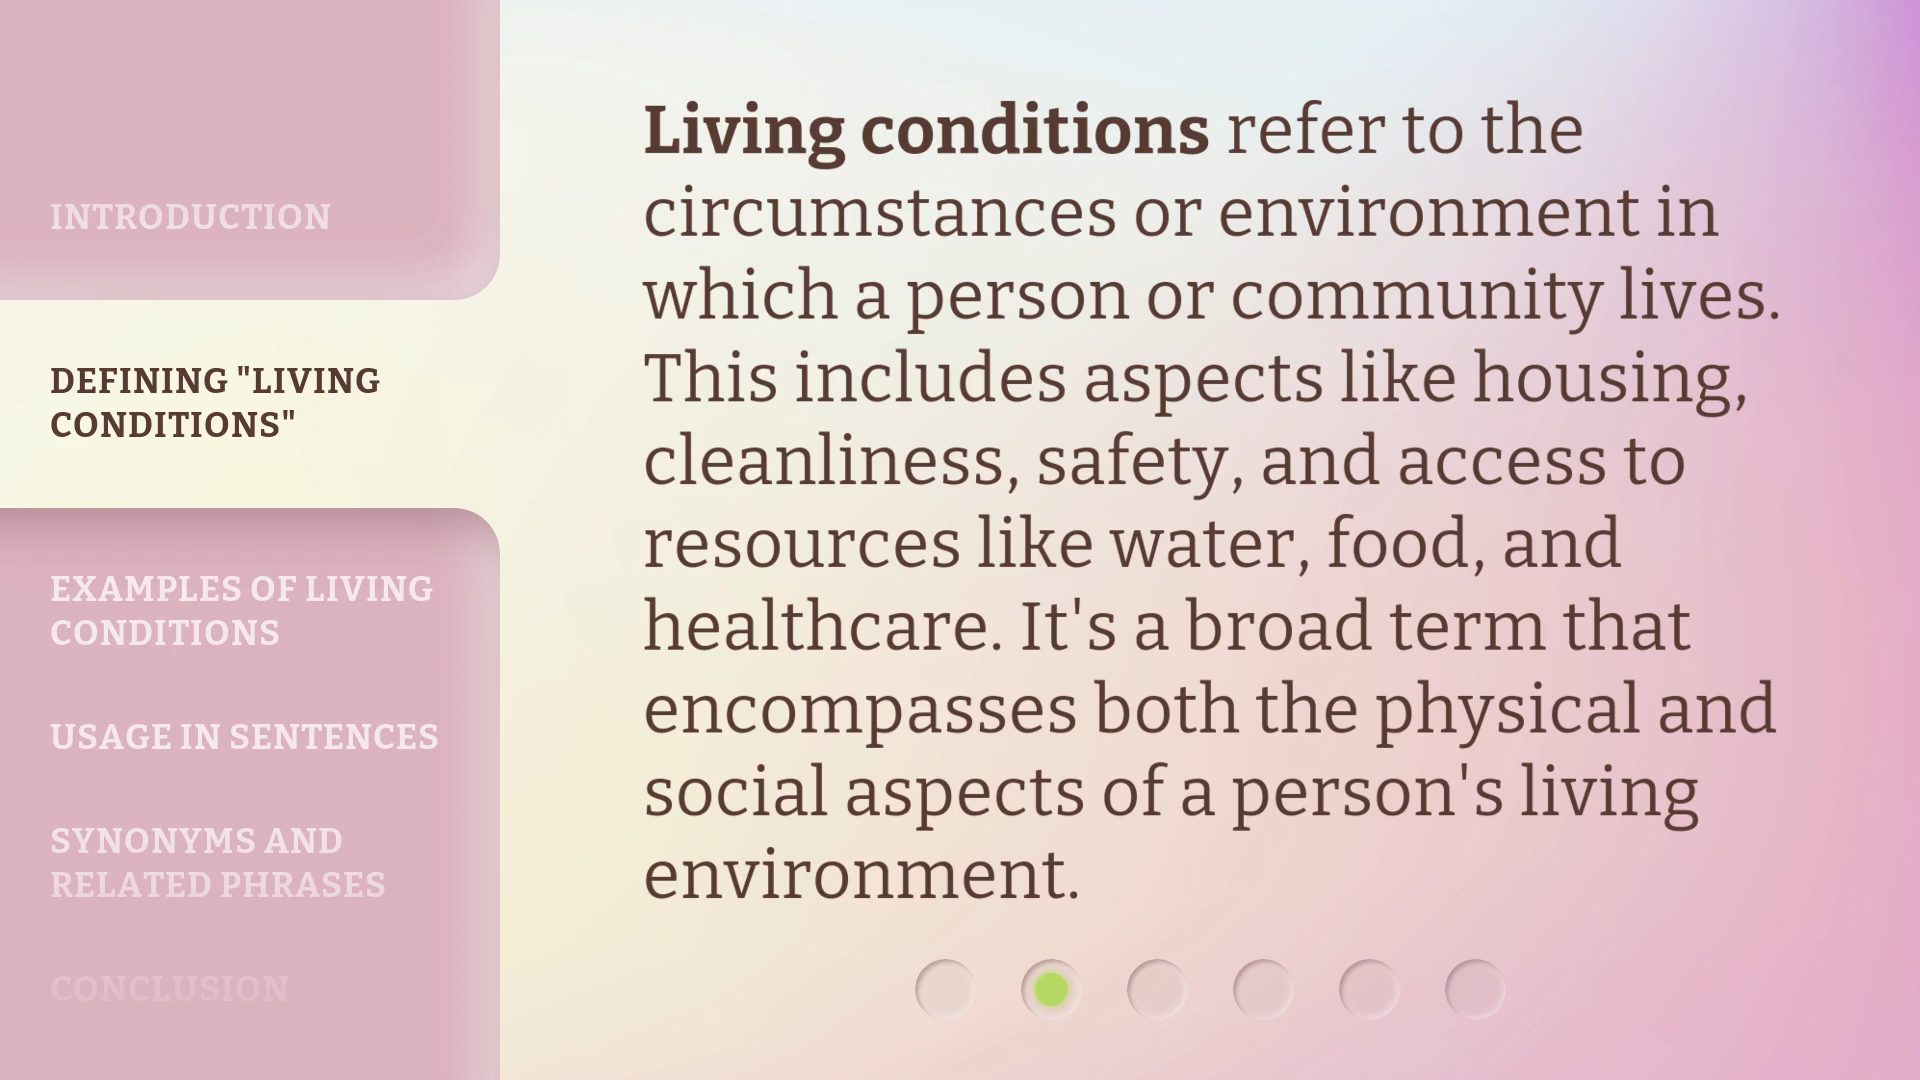 INTRODUCTION
DEFINING "LIVING
CONDITIONS"
EXAMPLES OF LIVING
CONDITIONS
USAGE IN SENTENCES
SYNONYMS AND
RELATED PHRASES
CONCLUSION
Living conditions refer to the
circumstances or environment in
which a person or community lives.
This includes aspects like housing,
cleanliness, safety, and access to
resources like water, food, and
healthcare. It's a broad term that
encompasses both the physical and
social aspects of a person's living
environment.